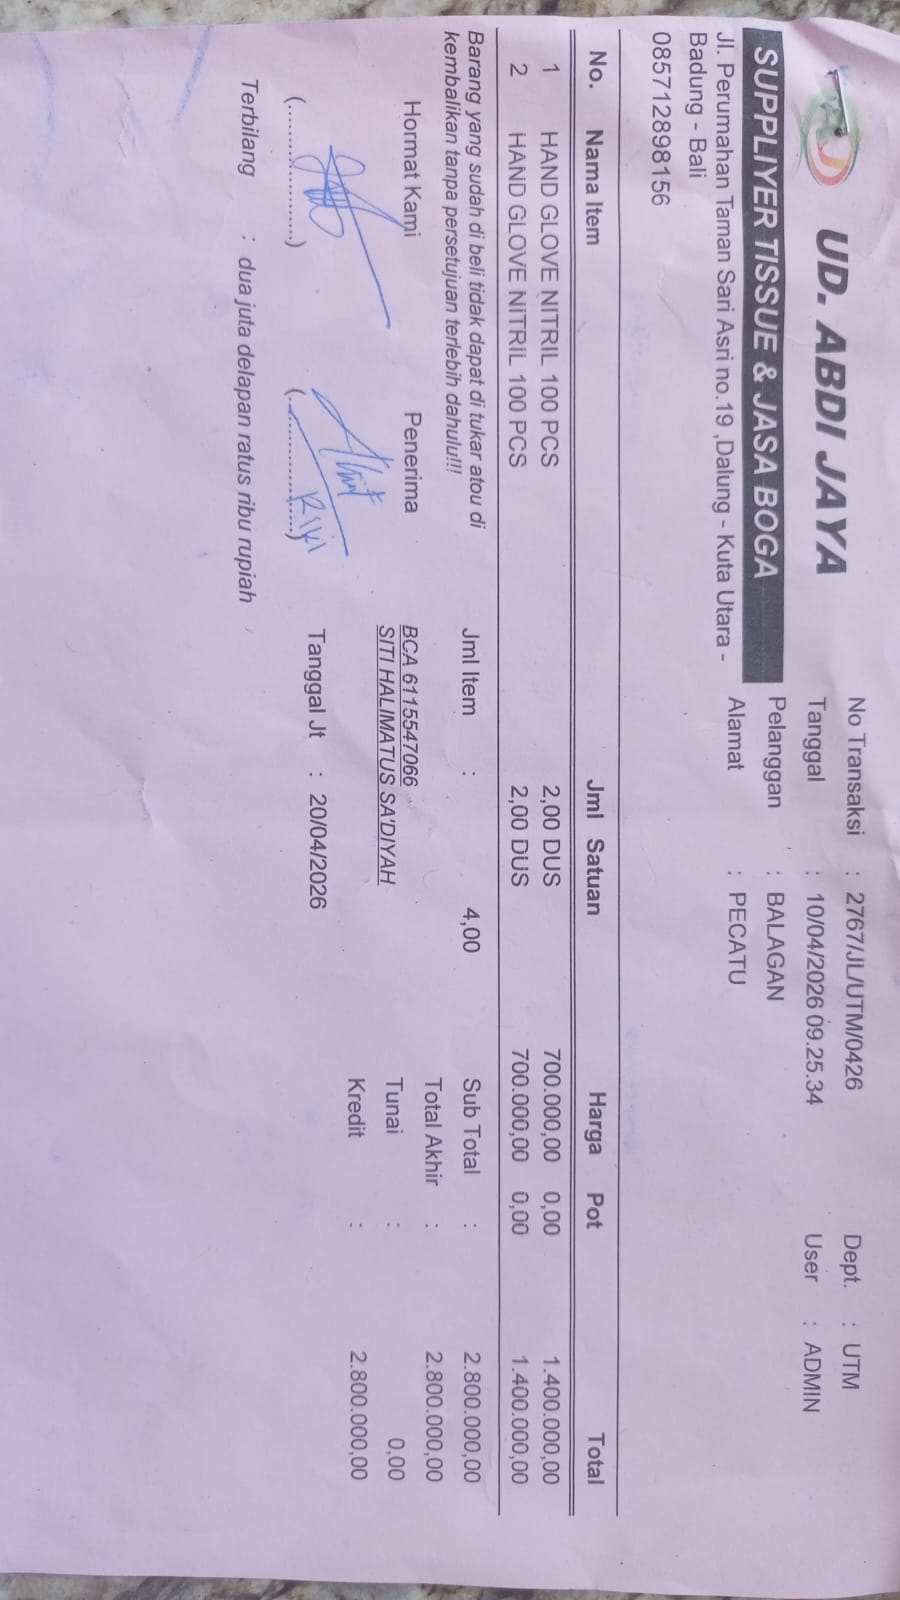 UD. ABDI JAYA
SUPPLIYER TISSUE & JASA BOGA
Jl. Perumahan Taman Sari Asri no.19 ,Dalung - Kuta Utara -
Badung - Bali
085712898156
No Transaksi : 2767/JL/UTM/0426 Dept. : UTM
Tanggal : 10/04/2026 09.25.34 User : ADMIN
Pelanggan : BALAGAN
Alamat : PECATU
No. Nama Item Jml Satuan Harga Pot Total
1 HAND GLOVE NITRIL 100 PCS 2,00 DUS 700.000,00 0,00 1.400.000,00
2 HAND GLOVE NITRIL 100 PCS 2,00 DUS 700.000,00 0,00 1.400.000,00
Barang yang sudah di beli tidak dapat di tukar atou di
kembalikan tanpa persetujuan terlebih dahulu!!!
Jml Item : 4,00 Sub Total : 2.800.000,00
Total Akhir : 2.800.000,00
Tunai : 0,00
Kredit : 2.800.000,00
Hormat Kami Penerima
BCA 6115547066
SITI HALIMATUS SA'DIYAH
(....................) (....................)
Riki
Tanggal Jt : 20/04/2026
Terbilang : dua juta delapan ratus ribu rupiah